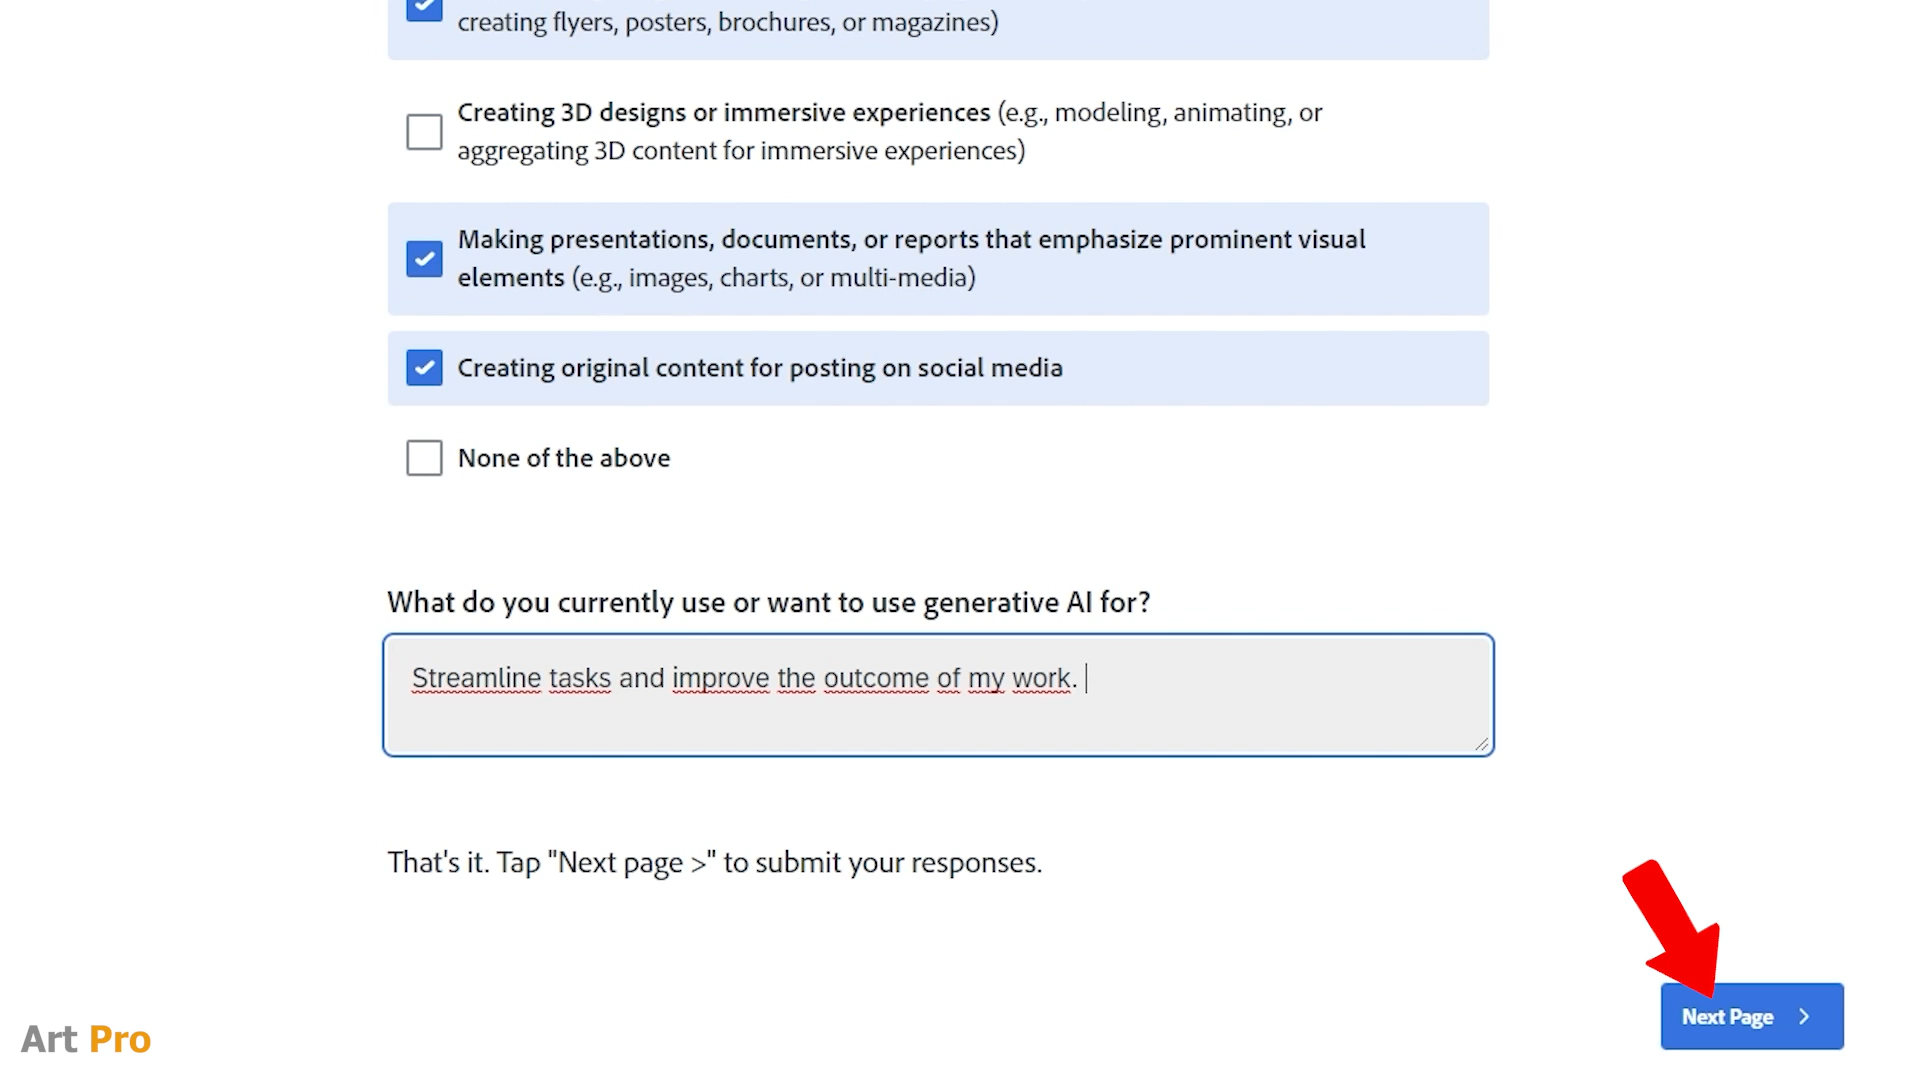 creating flyers, posters, brochures, or magazines)
Creating 3D designs or immersive experiences (e.g., modeling, animating, or
aggregating 3D content for immersive experiences)
Making presentations, documents, or reports that emphasize prominent visual
elements (e.g., images, charts, or multi-media)
Creating original content for posting on social media
None of the above
What do you currently use or want to use generative AI for?
Streamline tasks and improve the outcome of my work.
That's it. Tap "Next page >" to submit your responses.
Next Page >
Art Pro